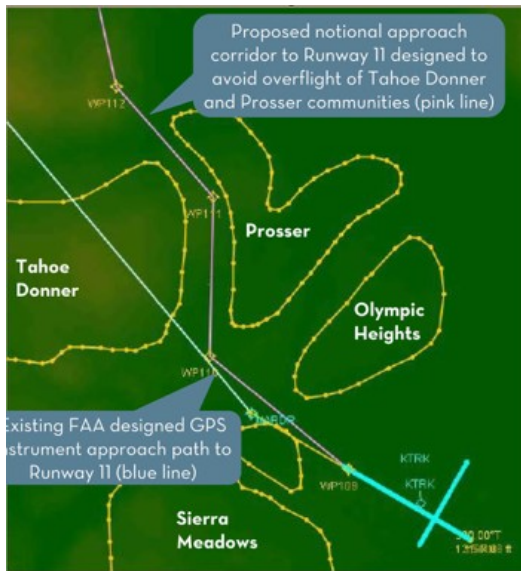 Proposed notional approach
corridor to Runway 11 designed to
avoid overflight of Tahoe Donner
and Prosser communities (pink line)
WP112
WP111
Prosser
Tahoe
Donner
Olympic
Heights
WP110
Existing FAA designed GPS
nstrument approach path to
Runway 11 (blue line)
WP109
KTRK
KTRK
Sierra
Meadows